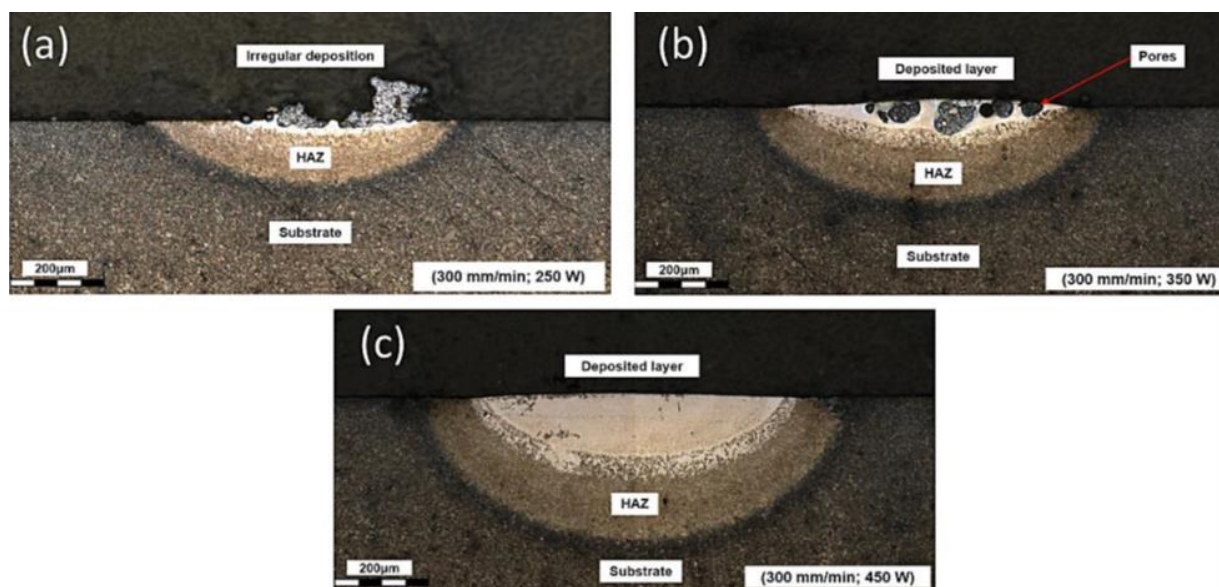 (a)
Irregular deposition
HAZ
Substrate
200µm
(300 mm/min; 250 W)
(b)
Deposited layer
Pores
HAZ
Substrate
200µm
(300 mm/min; 350 W)
(c)
Deposited layer
HAZ
200µm
Substrate
(300 mm/min; 450 W)